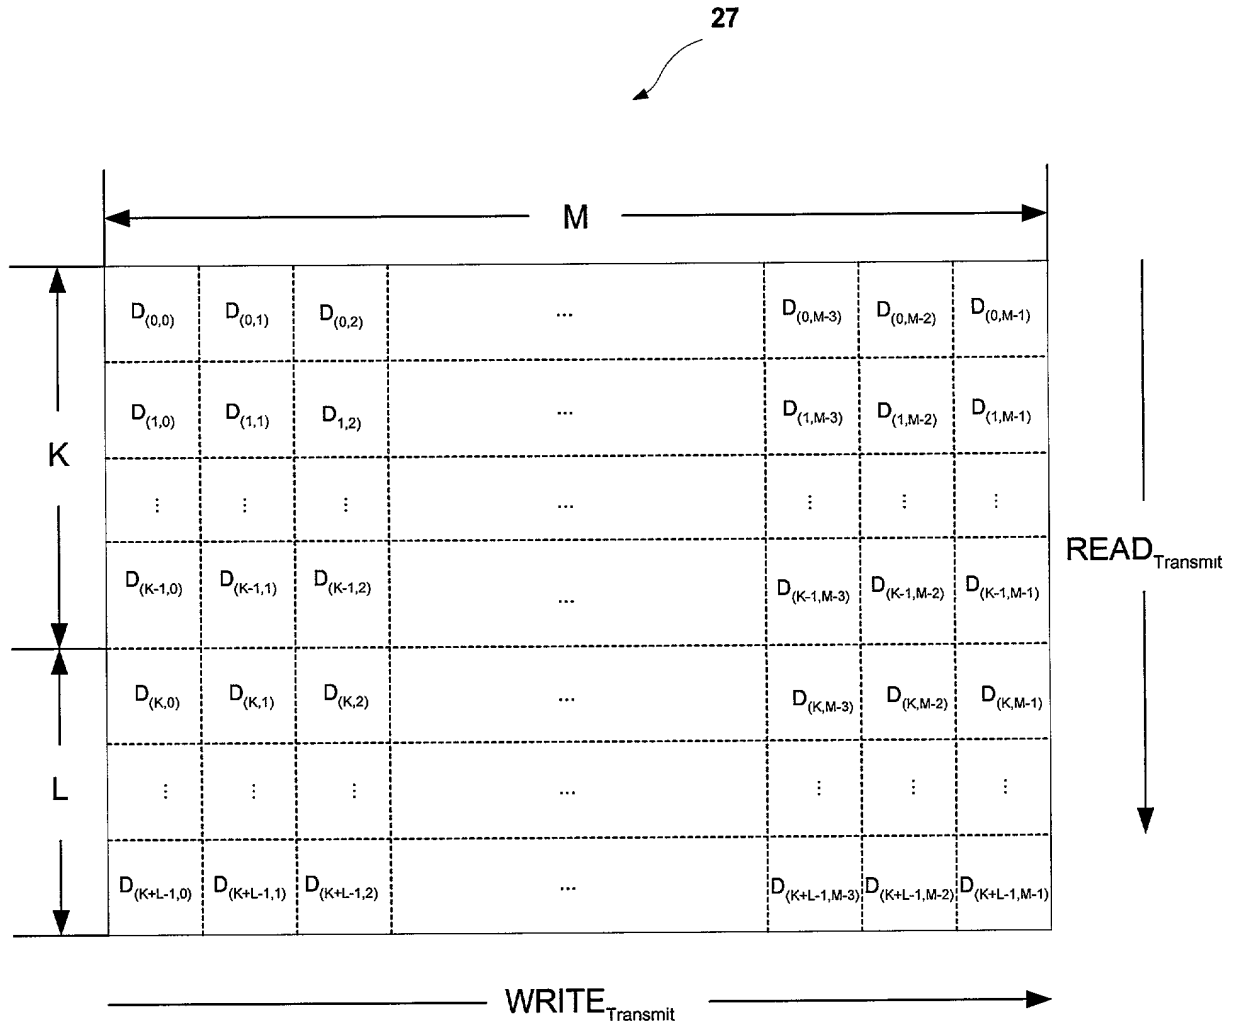 27
M
D(0,0) D(0,1) D(0,2) ... D(0,M-3) D(0,M-2) D(0,M-1)
D(1,0) D(1,1) D1,2) ... D(1,M-3) D(1,M-2) D(1,M-1)
K
⋮ ⋮ ⋮ ... ⋮ ⋮ ⋮
READTransmit
D(K-1,0) D(K-1,1) D(K-1,2) ... D(K-1,M-3) D(K-1,M-2) D(K-1,M-1)
D(K,0) D(K,1) D(K,2) ... D(K,M-3) D(K,M-2) D(K,M-1)
L
⋮ ⋮ ⋮ ... ⋮ ⋮ ⋮
D(K+L-1,0) D(K+L-1,1) D(K+L-1,2) ... D(K+L-1,M-3) D(K+L-1,M-2) D(K+L-1,M-1)
WRITETransmit